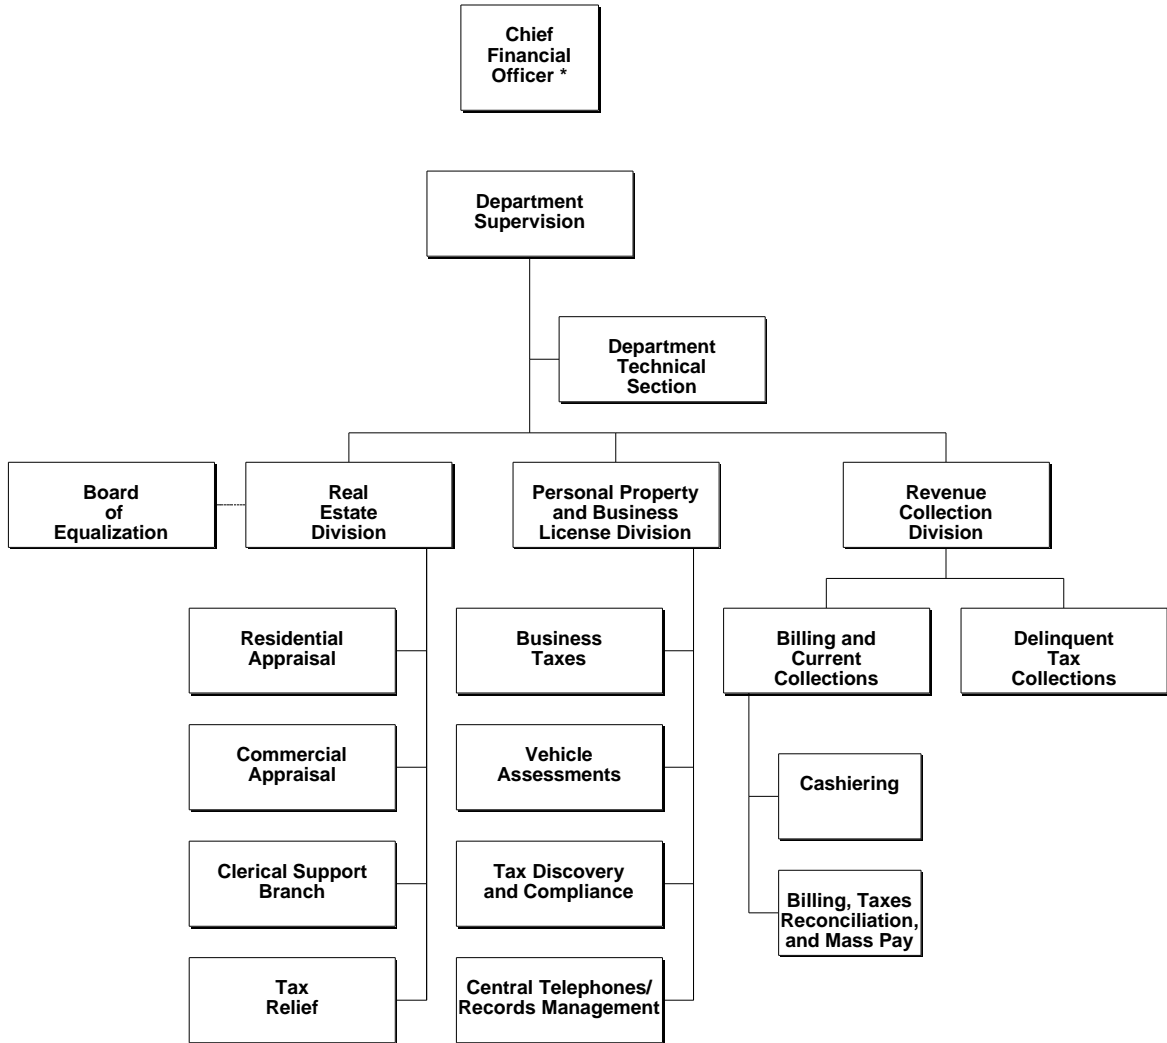 Chief
Financial
Officer *
Department
Supervision
Department
Technical
Section
Board
of
Equalization
Real
Estate
Division
Personal Property
and Business
License Division
Revenue
Collection
Division
Residential
Appraisal
Business
Taxes
Billing and
Current
Collections
Delinquent
Tax
Collections
Commercial
Appraisal
Vehicle
Assessments
Cashiering
Clerical Support
Branch
Tax Discovery
and Compliance
Billing, Taxes
Reconciliation,
and Mass Pay
Tax
Relief
Central Telephones/
Records Management